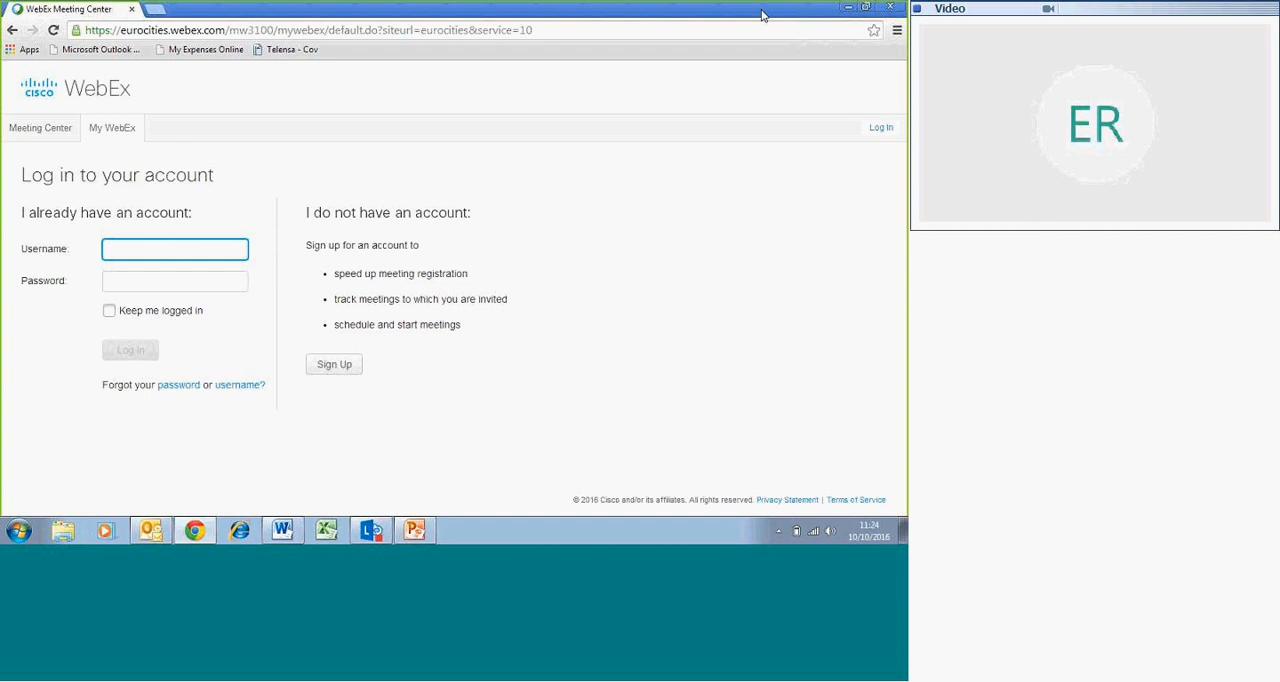 WebEx Meeting Center
Video
https://eurocities.webex.com/mw3100/mywebex/default.do?siteurl=eurocities&service=10
Apps Microsoft Outlook ... My Expenses Online Telensa - Cov
CISCO WebEx
Meeting Center My WebEx Log In
ER
Log in to your account
I already have an account:
Username:
Password:
Keep me logged in
Log In
Forgot your password or username?
I do not have an account:
Sign up for an account to
• speed up meeting registration
• track meetings to which you are invited
• schedule and start meetings
Sign Up
© 2016 Cisco and/or its affiliates. All rights reserved. Privacy Statement | Terms of Service
11:24
10/10/2016